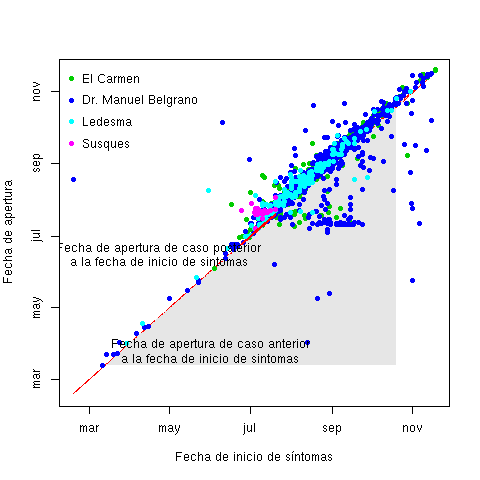 El Carmen
Dr. Manuel Belgrano
Ledesma
Susques
Fecha de apertura de caso posterior
a la fecha de inicio de sintomas
Fecha de apertura de caso anterior
a la fecha de inicio de sintomas
Fecha de apertura
mar
may
jul
sep
nov
mar
may
jul
sep
nov
Fecha de inicio de síntomas